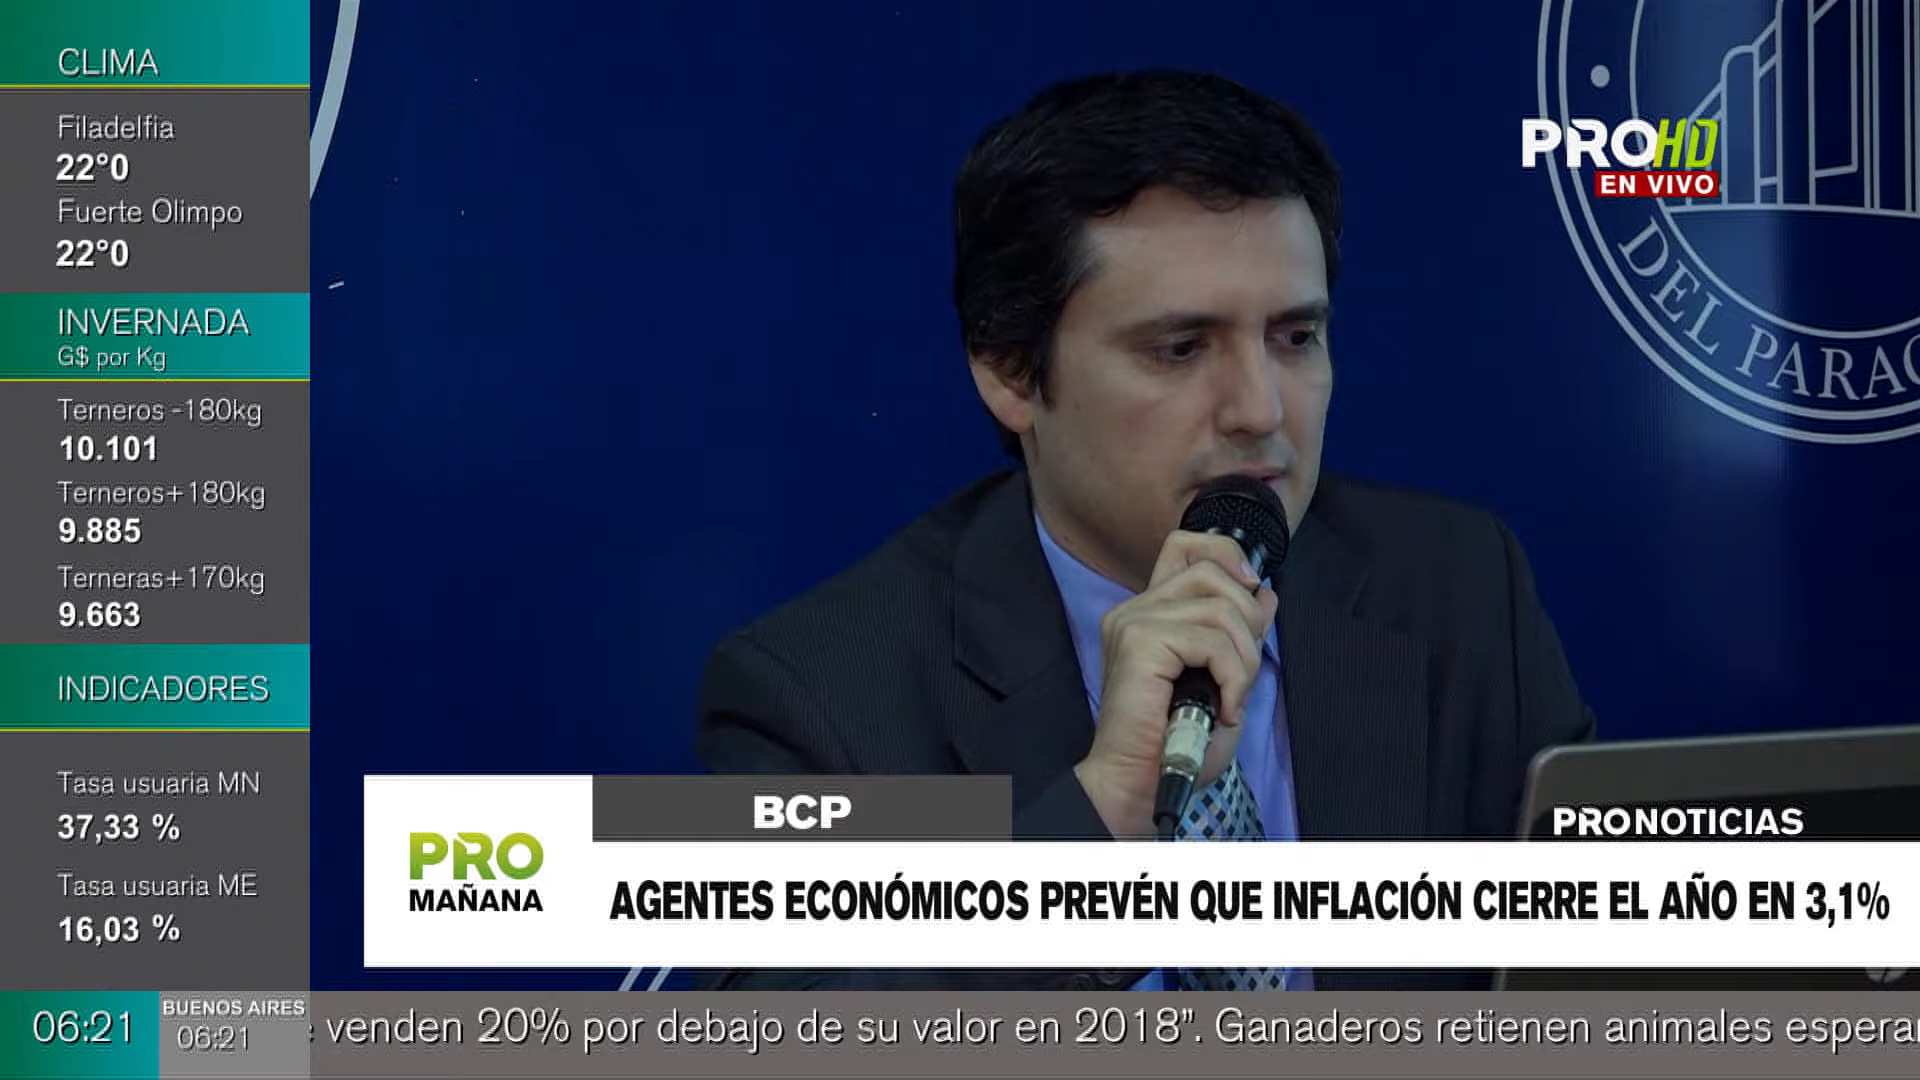 CLIMA
Filadelfia
22°0
Fuerte Olimpo
22°0
INVERNADA
G$ por Kg
Terneros -180kg
10.101
Terneros+180kg
9.885
Terneras+170kg
9.663
INDICADORES
Tasa usuaria MN
37,33 %
Tasa usuaria ME
16,03 %
PROHD
EN VIVO
DEL PARAG
BCP
PRONOTICIAS
PRO
MAÑANA
AGENTES ECONÓMICOS PREVÉN QUE INFLACIÓN CIERRE EL AÑO EN 3,1%
06:21
BUENOS AIRES
06:21
venden 20% por debajo de su valor en 2018". Ganaderos retienen animales espera